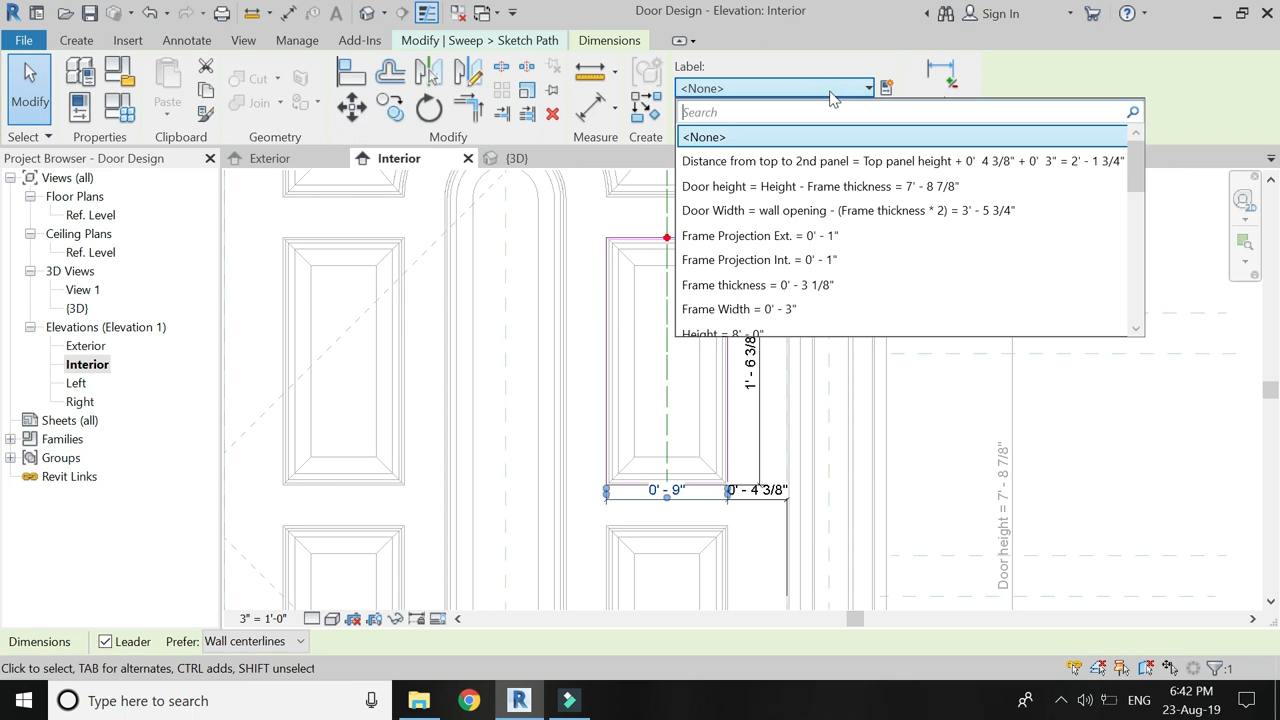 Door Design - Elevation: Interior
Sign In
File
Create
Insert
Annotate
View
Manage
Add-Ins
Modify | Sweep > Sketch Path
Dimensions
Modify
Select
Properties
Paste
Clipboard
Cut
Join
Geometry
Modify
Measure
Create
Label:
<None>
Search
<None>
Distance from top to 2nd panel = Top panel height + 0' 4 3/8" + 0' 3" = 2' - 1 3/4"
Door height = Height - Frame thickness = 7' - 8 7/8"
Door Width = wall opening - (Frame thickness * 2) = 3' - 5 3/4"
Frame Projection Ext. = 0' - 1"
Frame Projection Int. = 0' - 1"
Frame thickness = 0' - 3 1/8"
Frame Width = 0' - 3"
Height = 8' - 0"
Project Browser - Door Design
Views (all)
Floor Plans
Ref. Level
Ceiling Plans
Ref. Level
3D Views
View 1
{3D}
Elevations (Elevation 1)
Exterior
Interior
Left
Right
Sheets (all)
Families
Groups
Revit Links
Exterior
Interior
{3D}
1' - 6 3/8"
0' - 9"
0' - 4 3/8"
Door height = 7' - 8 7/8"
3" = 1'-0"
Dimensions
Leader
Prefer:
Wall centerlines
Click to select, TAB for alternates, CTRL adds, SHIFT unselect
:1
Type here to search
ENG
6:42 PM
23-Aug-19